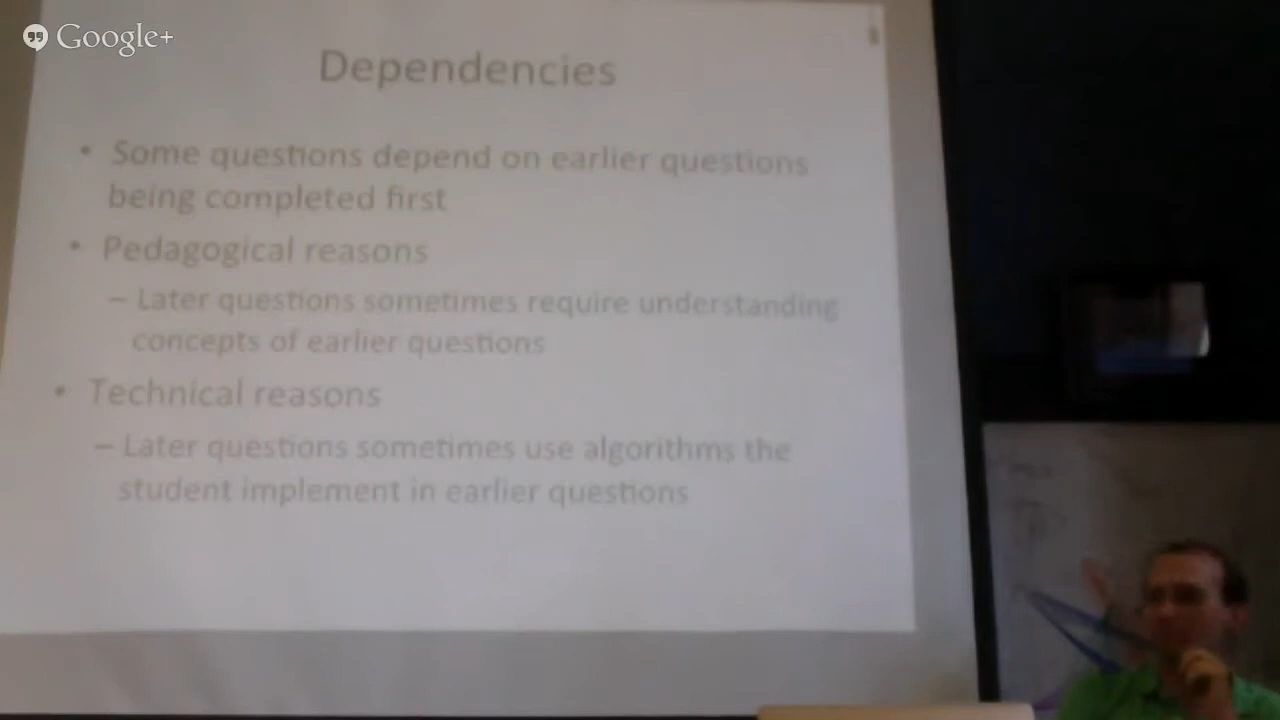 Google+
Dependencies
• Some questions depend on earlier questions
being completed first
• Pedagogical reasons
– Later questions sometimes require understanding
concepts of earlier questions
• Technical reasons
– Later questions sometimes use algorithms the
student implement in earlier questions